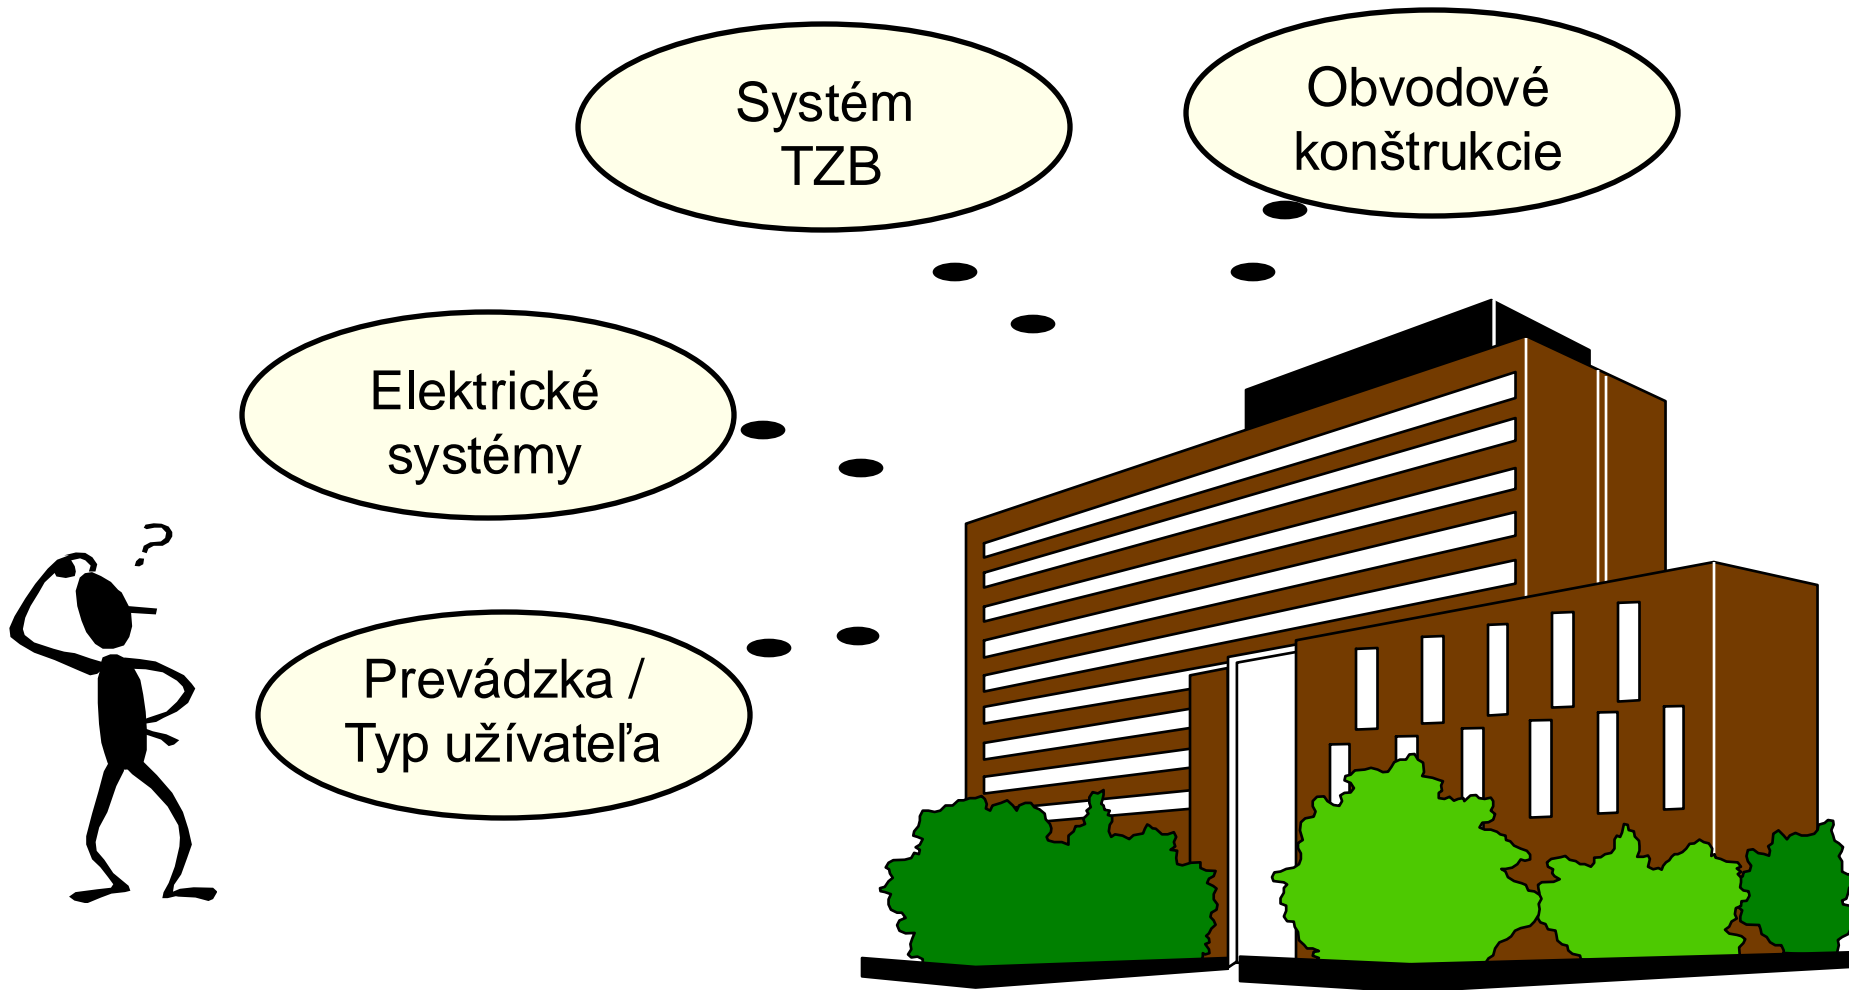 Systém
TZB
Obvodové
konštrukcie
Elektrické
systémy
?
Prevádzka /
Typ užívateľa